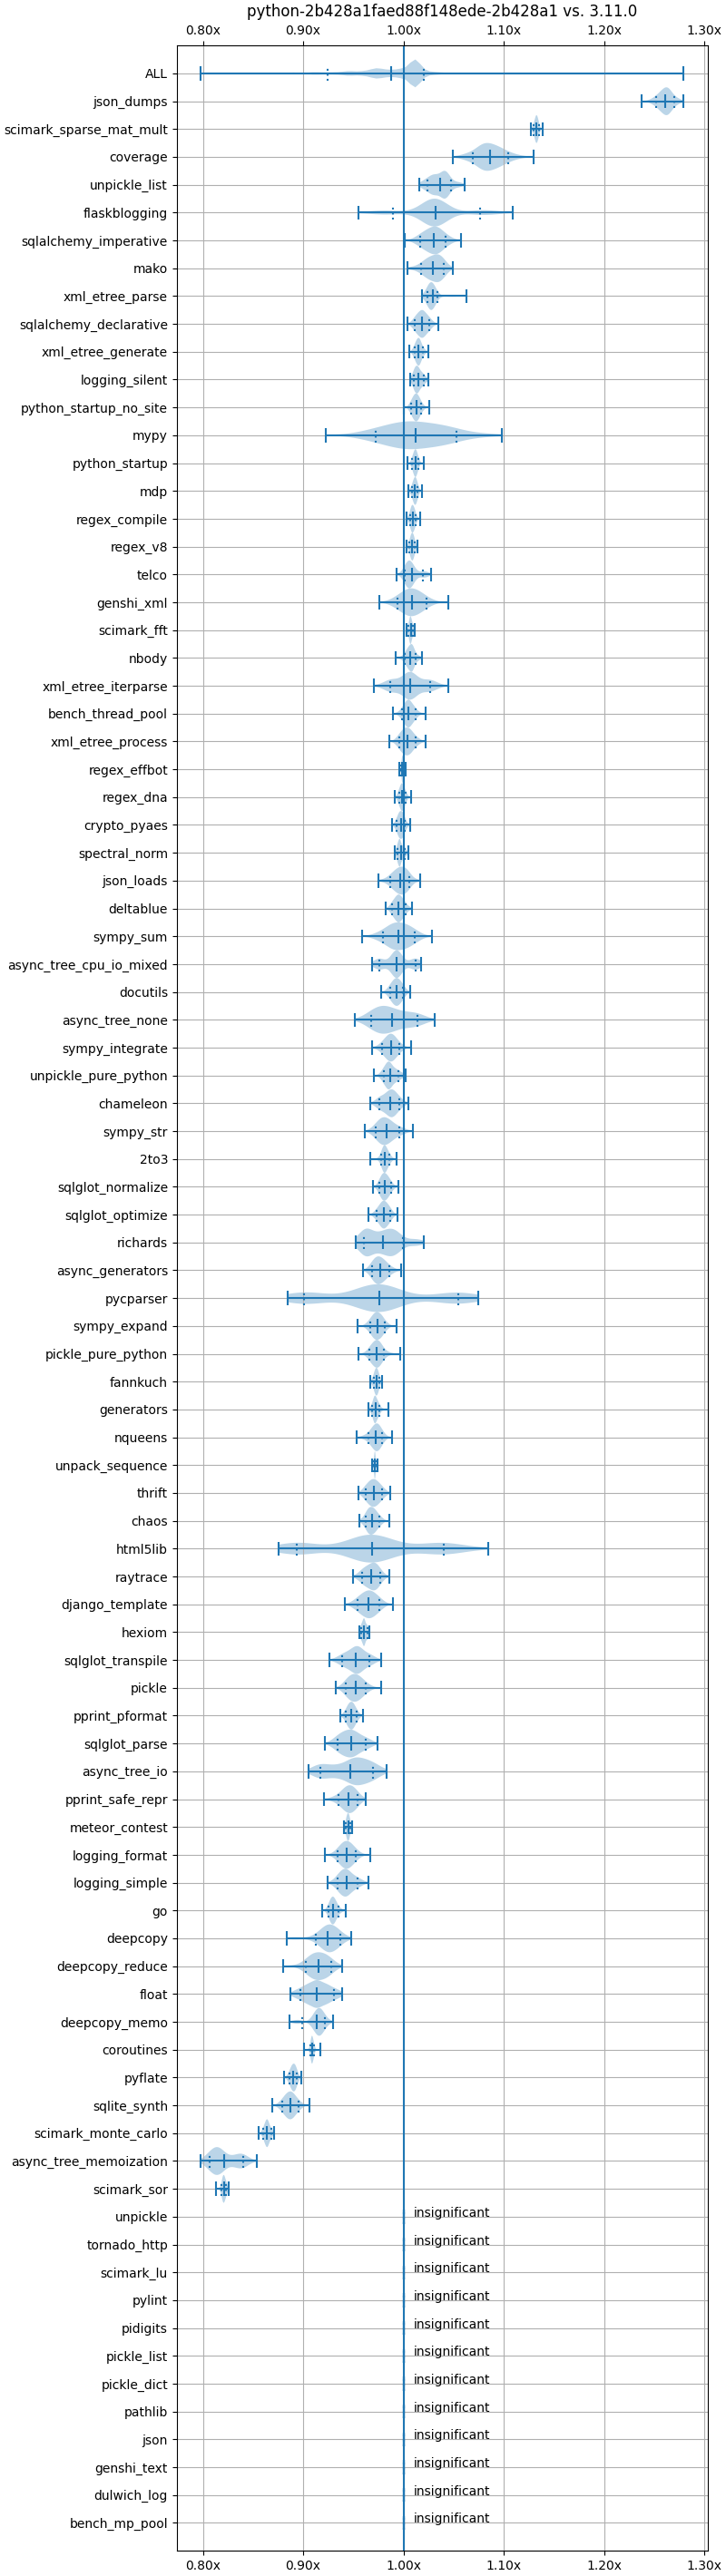 python-2b428a1faed88f148ede-2b428a1 vs. 3.11.0
0.80x 0.90x 1.00x 1.10x 1.20x 1.30x
ALL
json_dumps
scimark_sparse_mat_mult
coverage
unpickle_list
flaskblogging
sqlalchemy_imperative
mako
xml_etree_parse
sqlalchemy_declarative
xml_etree_generate
logging_silent
python_startup_no_site
mypy
python_startup
mdp
regex_compile
regex_v8
telco
genshi_xml
scimark_fft
nbody
xml_etree_iterparse
bench_thread_pool
xml_etree_process
regex_effbot
regex_dna
crypto_pyaes
spectral_norm
json_loads
deltablue
sympy_sum
async_tree_cpu_io_mixed
docutils
async_tree_none
sympy_integrate
unpickle_pure_python
chameleon
sympy_str
2to3
sqlglot_normalize
sqlglot_optimize
richards
async_generators
pycparser
sympy_expand
pickle_pure_python
fannkuch
generators
nqueens
unpack_sequence
thrift
chaos
html5lib
raytrace
django_template
hexiom
sqlglot_transpile
pickle
pprint_pformat
sqlglot_parse
async_tree_io
pprint_safe_repr
meteor_contest
logging_format
logging_simple
go
deepcopy
deepcopy_reduce
float
deepcopy_memo
coroutines
pyflate
sqlite_synth
scimark_monte_carlo
async_tree_memoization
scimark_sor
unpickle insignificant
tornado_http insignificant
scimark_lu insignificant
pylint insignificant
pidigits insignificant
pickle_list insignificant
pickle_dict insignificant
pathlib insignificant
json insignificant
genshi_text insignificant
dulwich_log insignificant
bench_mp_pool insignificant
0.80x 0.90x 1.00x 1.10x 1.20x 1.30x